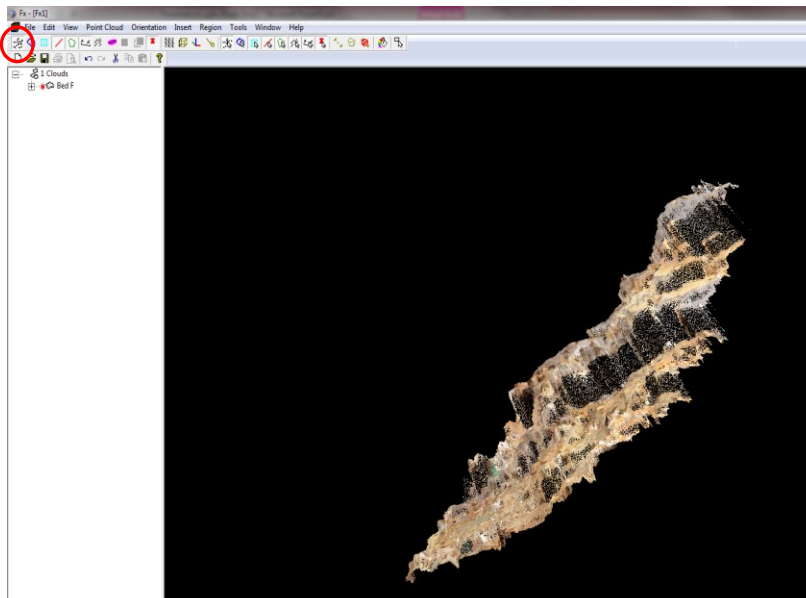 Fx - [Fx1]
File Edit View Point Cloud Orientation Insert Region Tools Window Help
1 Clouds
Bed F